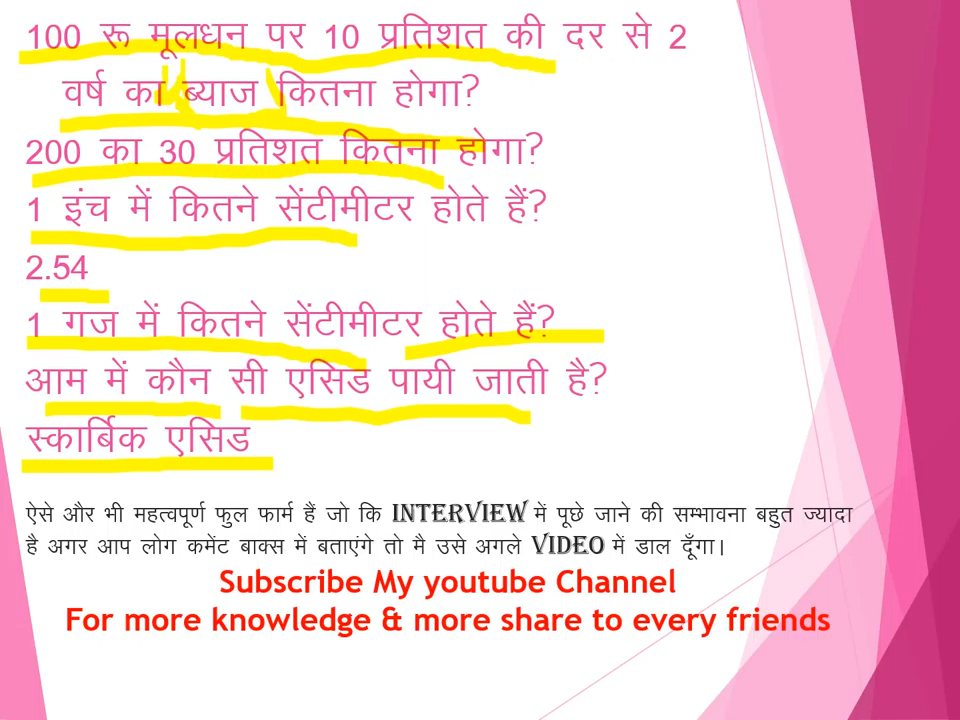 100 रू मूलधन पर 10 प्रतिशत की दर से 2
वर्ष का ब्याज कितना होगा?
200 का 30 प्रतिशत कितना होगा?
1 इंच में कितने सेंटीमीटर होते हैं?
2.54
1 गज में कितने सेंटीमीटर होते हैं?
आम में कौन सी एसिड पायी जाती है?
स्कार्बिक एसिड
ऐसे और भी महत्वपूर्ण फुल फार्म हैं जो कि INTERVIEW में पूछे जाने की सम्भावना बहुत ज्यादा
है अगर आप लोग कमेंट बाक्स में बताएंगे तो मै उसे अगले VIDEO में डाल दूँगा।
Subscribe My youtube Channel
For more knowledge & more share to every friends